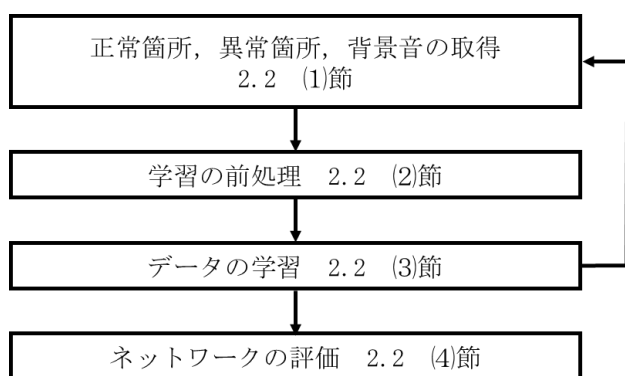 正常箇所, 異常箇所, 背景音の取得
2.2 ⑴節
学習の前処理 2.2 ⑵節
データの学習 2.2 ⑶節
ネットワークの評価 2.2 ⑷節